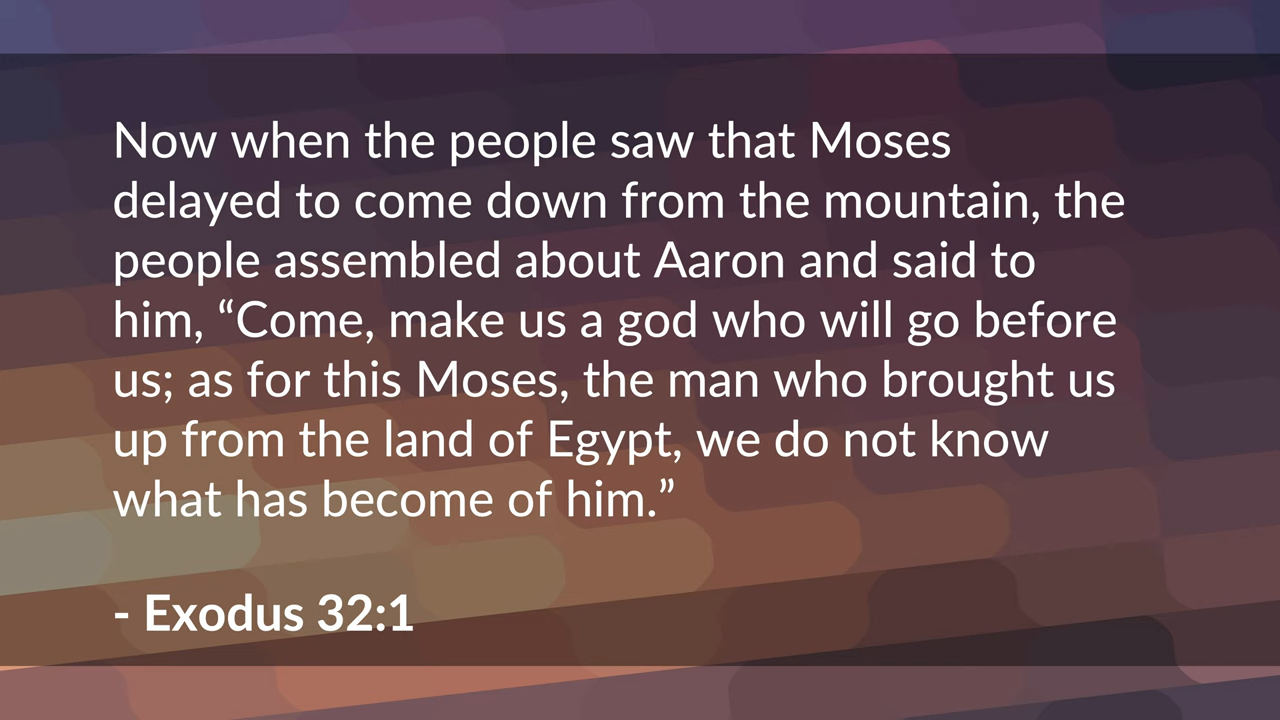 Now when the people saw that Moses
delayed to come down from the mountain, the
people assembled about Aaron and said to
him, “Come, make us a god who will go before
us; as for this Moses, the man who brought us
up from the land of Egypt, we do not know
what has become of him.”
- Exodus 32:1